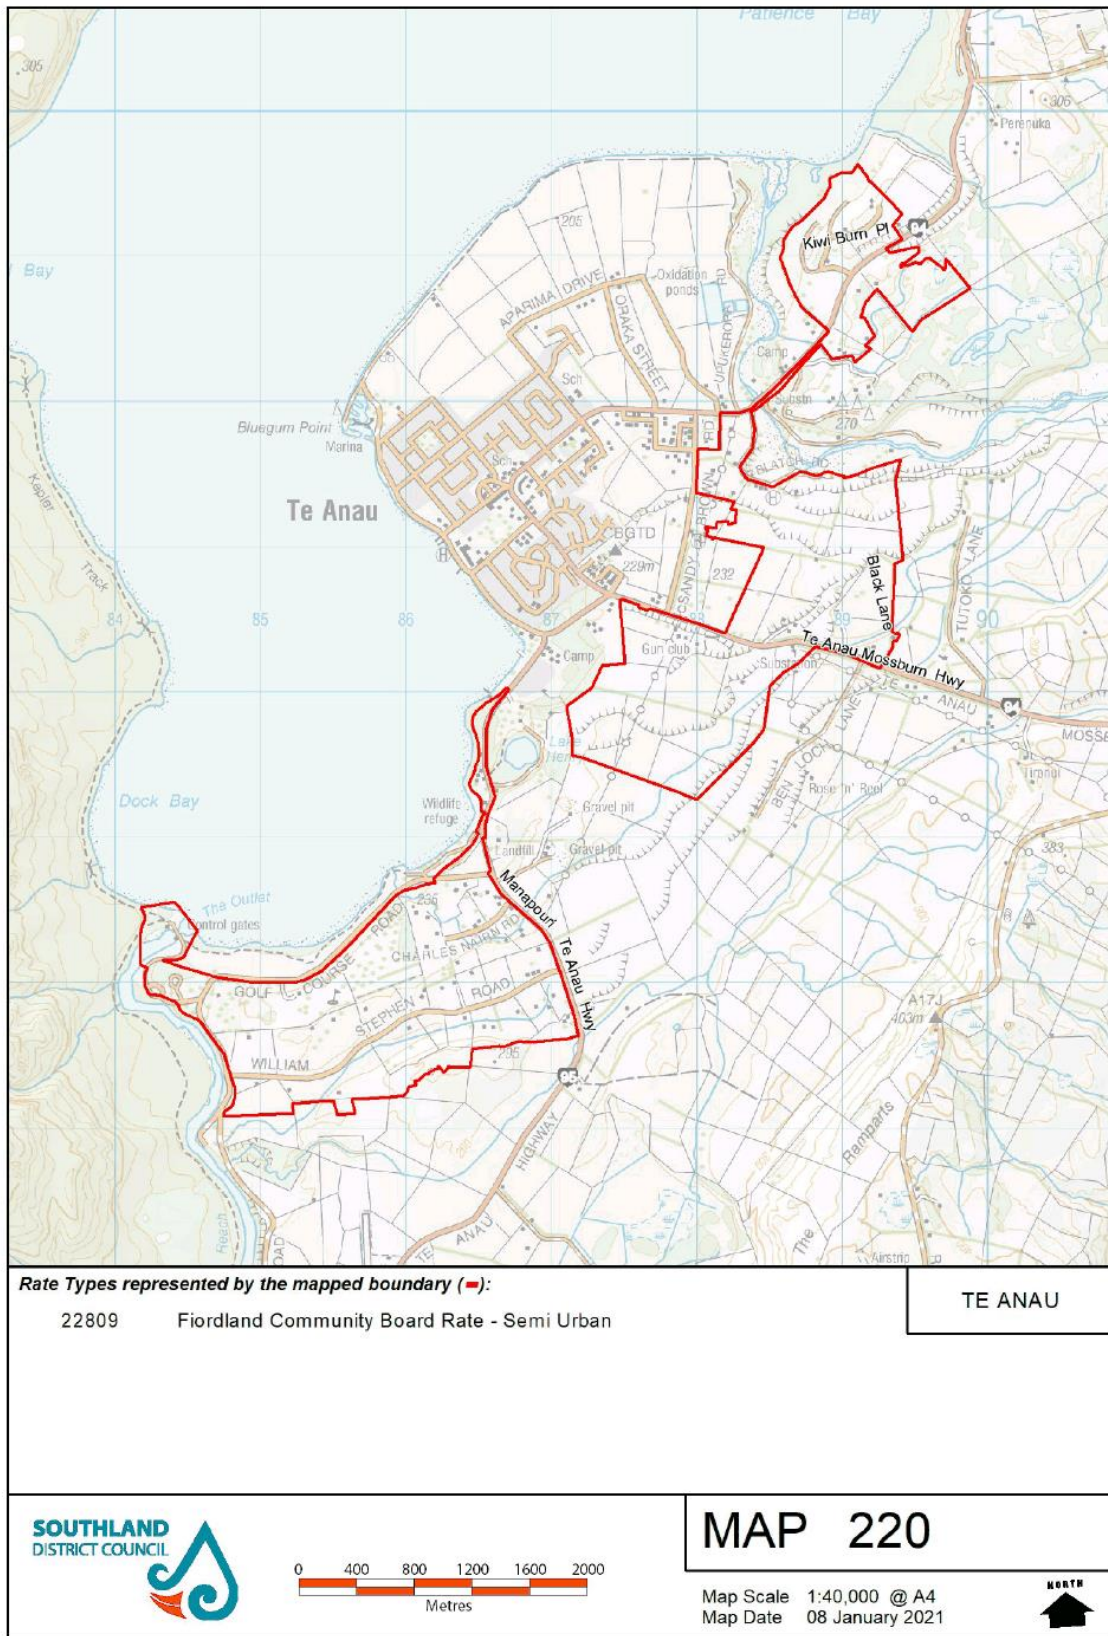 Patience Bay
305
306
Perenuka
205
94
Kiwi Burn Pl
Bay
APARIMA DRIVE
Oxidation
ponds
ORAKA STREET
UPUKERORA RD
Camp
Sch
Substn
270
Bluegum Point
Marina
Sch
Kepler
Track
Te Anau
SANDY BROWN RD
BGTD
229m
232
Black Lane
TUTOKO LANE
84
85
86
87
89
90
Gun club
Te Anau Mossburn Hwy
Camp
Substation
TE ANAU
94
Dock Bay
Wildlife
refuge
Gravel pit
BEN LOCH LANE
Rose 'n' Reel
383
Landfill
Gravel pit
The Outlet
Control gates
GOLF COURSE ROAD
CHARLES NAIRN RD
Manapouri Te Anau Hwy
STEPHEN ROAD
WILLIAM
295
A17J
403m
95
HIGHWAY
TE ANAU
The Ramparts
ROAD
Reach
Airstrip
Rate Types represented by the mapped boundary (-):
22809 Fiordland Community Board Rate - Semi Urban
TE ANAU
SOUTHLAND
DISTRICT COUNCIL
0 400 800 1200 1600 2000
Metres
MAP 220
Map Scale 1:40,000 @ A4
Map Date 08 January 2021
NORTH